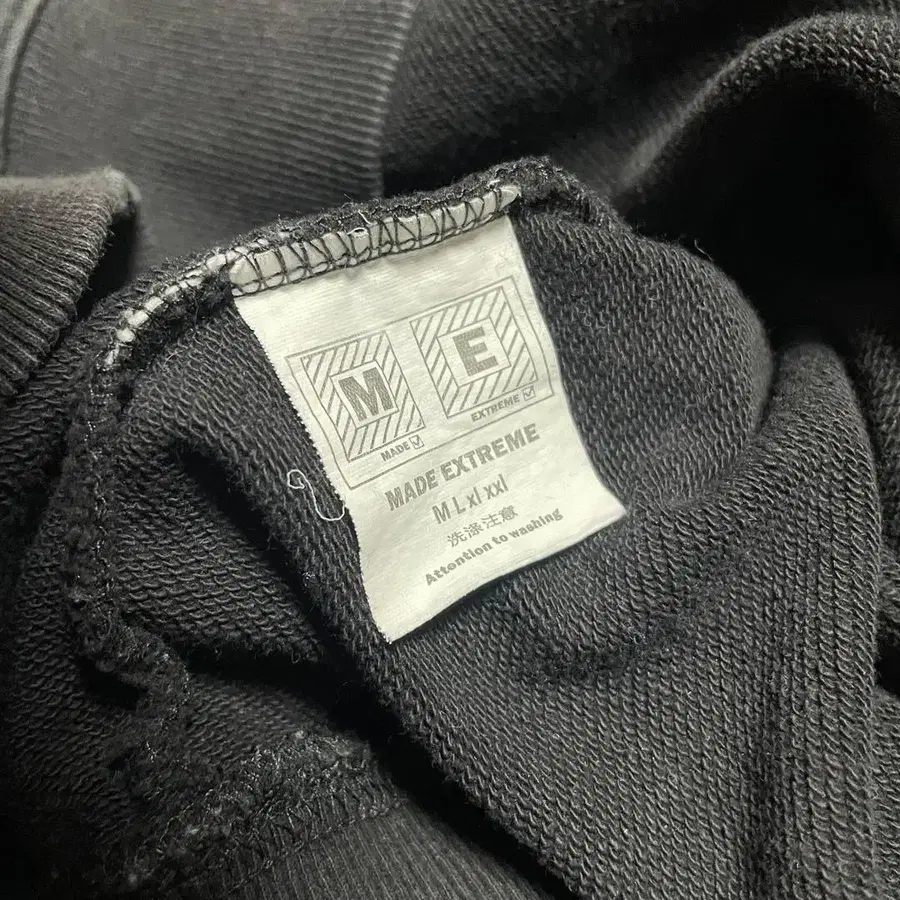 M E
MADE EXTREME
MADE EXTREME
M L xl xxl
洗涤注意
Attention to washing